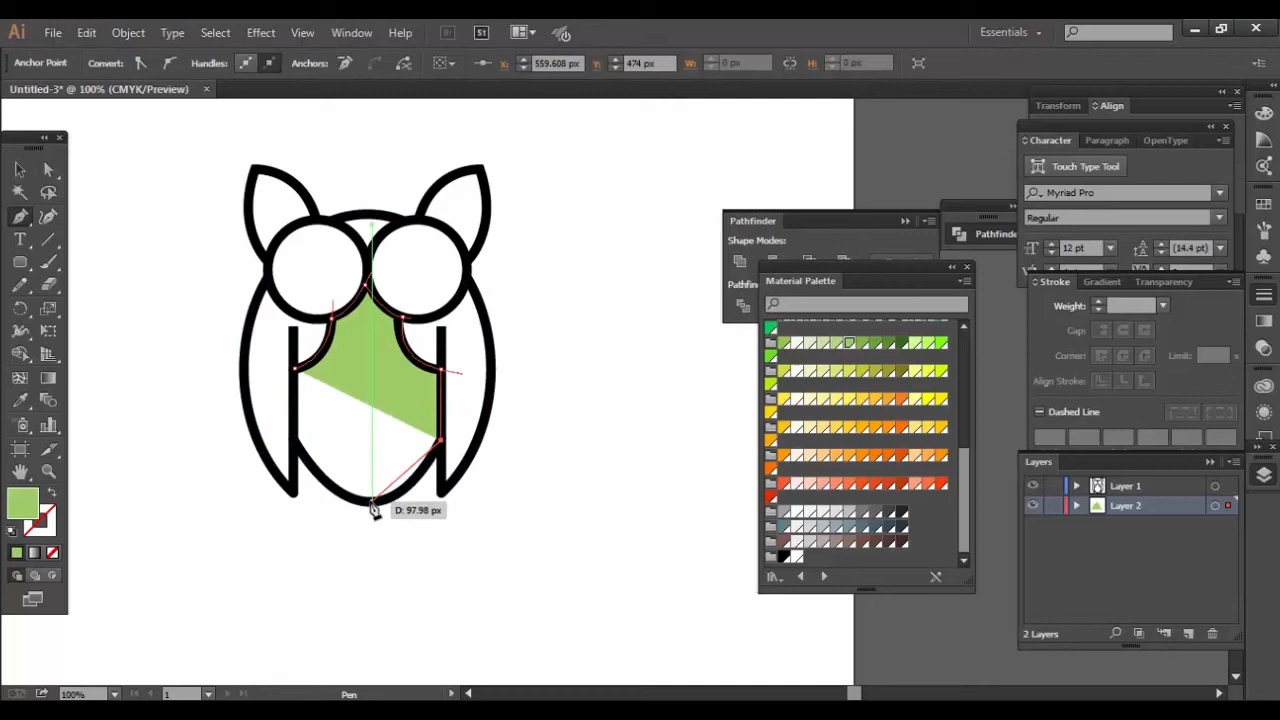 Ai File Edit Object Type Select Effect View Window Help Br St Essentials
Anchor Point Convert: Handles: Anchors: X: 559.608 px Y: 474 px W: 0 px H: 0 px
Untitled-3* @ 100% (CMYK/Preview) ×
Transform Align
Character Paragraph OpenType
Touch Type Tool
Myriad Pro
Regular
12 pt (14.4 pt)
Pathfinder
Shape Modes:
Pathfinder
Material Palette
Stroke Gradient Transparency
Weight:
Cap:
Corner: Limit: x
Align Stroke:
Dashed Line
Layers
Layer 1
Layer 2
2 Layers
D: 97.98 px
100% 1 Pen